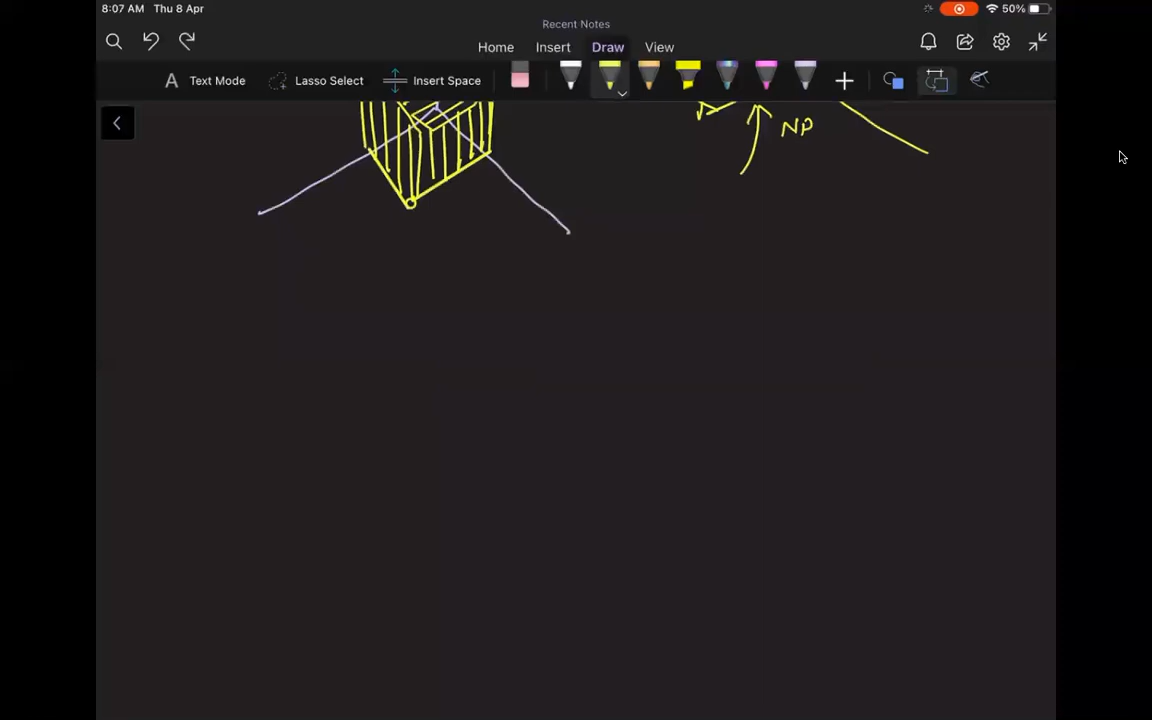 8:07 AM Thu 8 Apr
50%
Recent Notes
Home Insert Draw View
A Text Mode Lasso Select Insert Space
NP